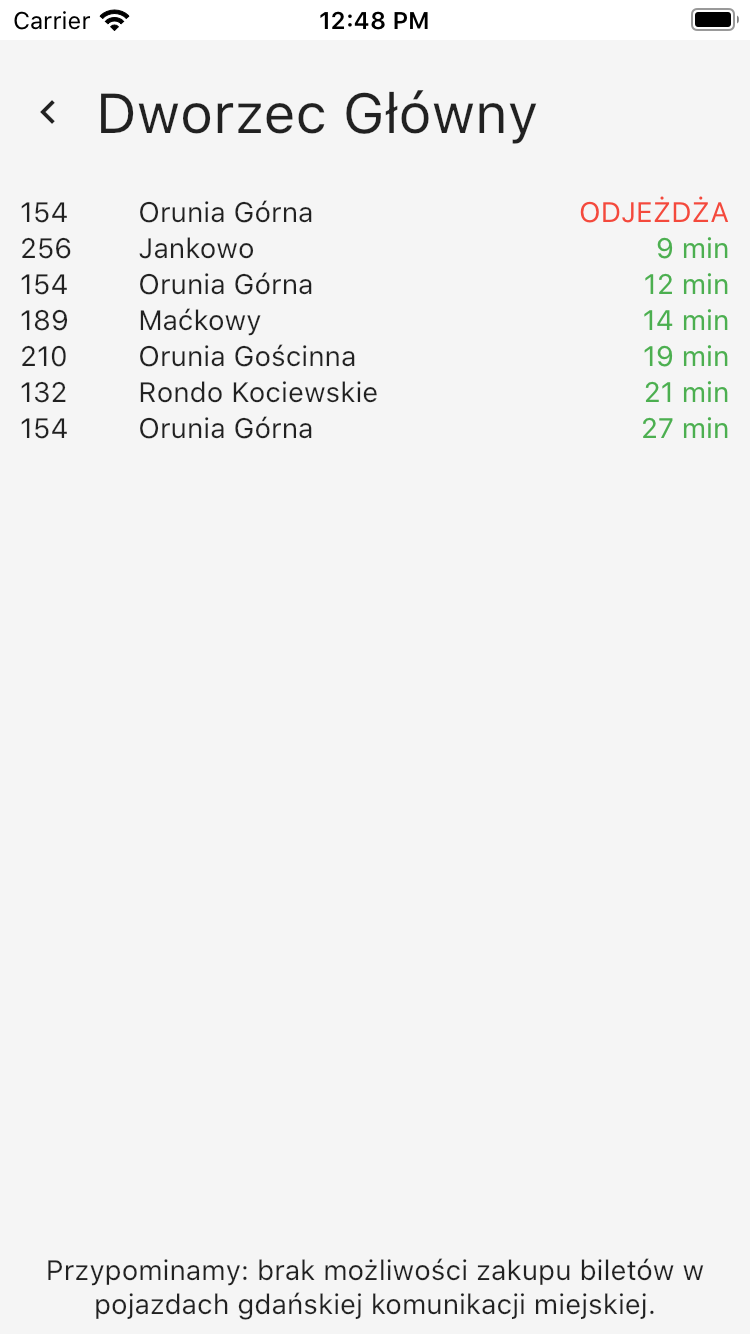 Carrier 12:48 PM
Dworzec Główny
154 Orunia Górna ODJEŻDŻA
256 Jankowo 9 min
154 Orunia Górna 12 min
189 Maćkowy 14 min
210 Orunia Gościnna 19 min
132 Rondo Kociewskie 21 min
154 Orunia Górna 27 min
Przypominamy: brak możliwości zakupu biletów w
pojazdach gdańskiej komunikacji miejskiej.